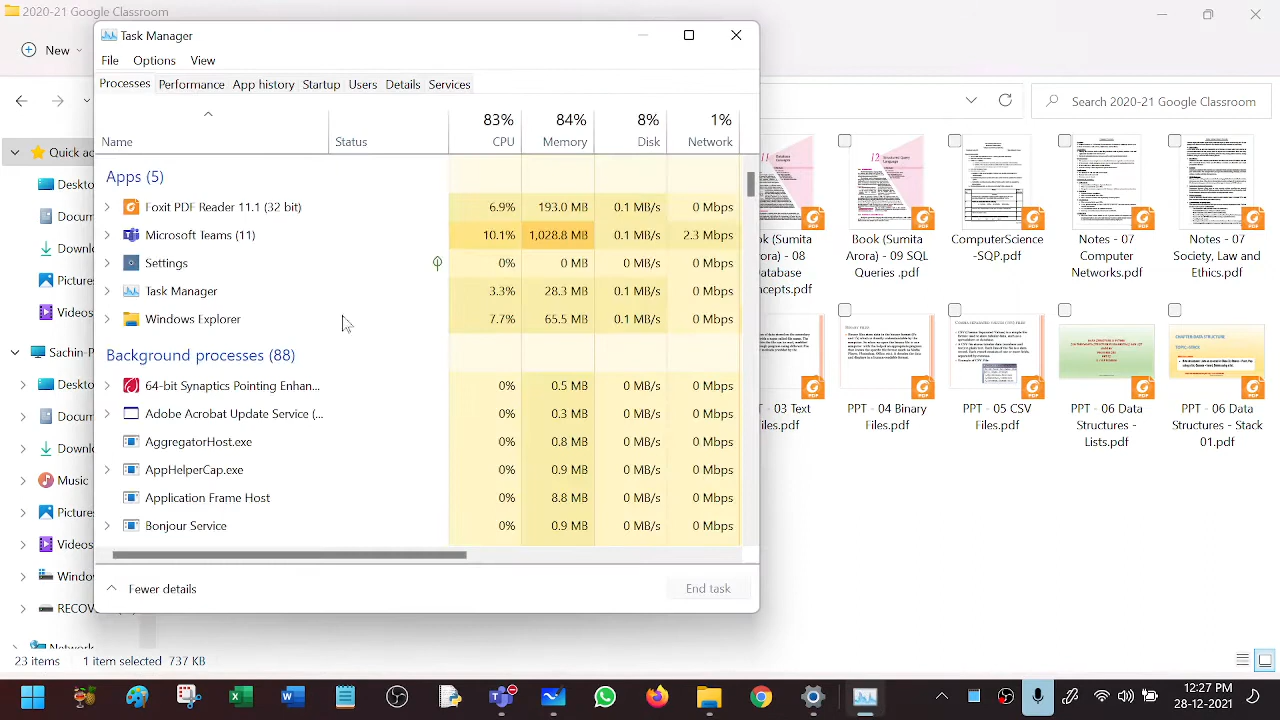 2020-21 Google Classroom
New
Task Manager
File Options View
Processes Performance App history Startup Users Details Services
83% 84% 8% 1%
Name Status CPU Memory Disk Network
Apps (5)
Foxit PDF Reader 11.1 (32 bit) 193.0 MB 0.1 MB/s 0 Mbps
Microsoft Teams (11) 10.1% 1,028.8 MB 0.1 MB/s 2.3 Mbps
Settings 0% 0 MB 0 MB/s 0 Mbps
Task Manager 3.3% 28.3 MB 0.1 MB/s 0 Mbps
Windows Explorer 7.7% 65.5 MB 0.1 MB/s 0 Mbps
Background processes (88)
64-bit Synaptics Pointing Enhan... 0% 0.5 MB 0 MB/s 0 Mbps
Adobe Acrobat Update Service (... 0% 0.3 MB 0 MB/s 0 Mbps
AggregatorHost.exe 0% 0.8 MB 0 MB/s 0 Mbps
AppHelperCap.exe 0% 0.9 MB 0 MB/s 0 Mbps
Application Frame Host 0% 8.8 MB 0 MB/s 0 Mbps
Bonjour Service 0% 0.9 MB 0 MB/s 0 Mbps
Fewer details
End task
Quick ac
Docum
Downlo
Picture
Videos
Deskto
Docum
Downlo
Music
Pictures
Videos
Windo
RECOV
Network
Search 2020-21 Google Classroom
Book (Sumita
Arora) - 09 SQL
Queries .pdf
ComputerScience
-SQP.pdf
Notes - 07
Computer
Networks.pdf
Notes - 07
Society, Law and
Ethics.pdf
- 03 Text
PPT - 04 Binary
Files.pdf
PPT - 05 CSV
Files.pdf
PPT - 06 Data
Structures -
Lists.pdf
PPT - 06 Data
Structures - Stack
01.pdf
23 items 1 item selected 737 KB
12:27 PM
28-12-2021